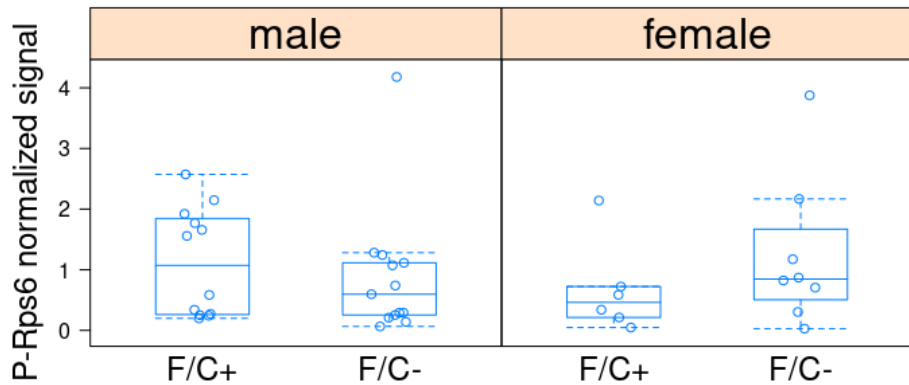 male female
P-Rps6 normalized signal
4
3
2
1
0
F/C+ F/C- F/C+ F/C-